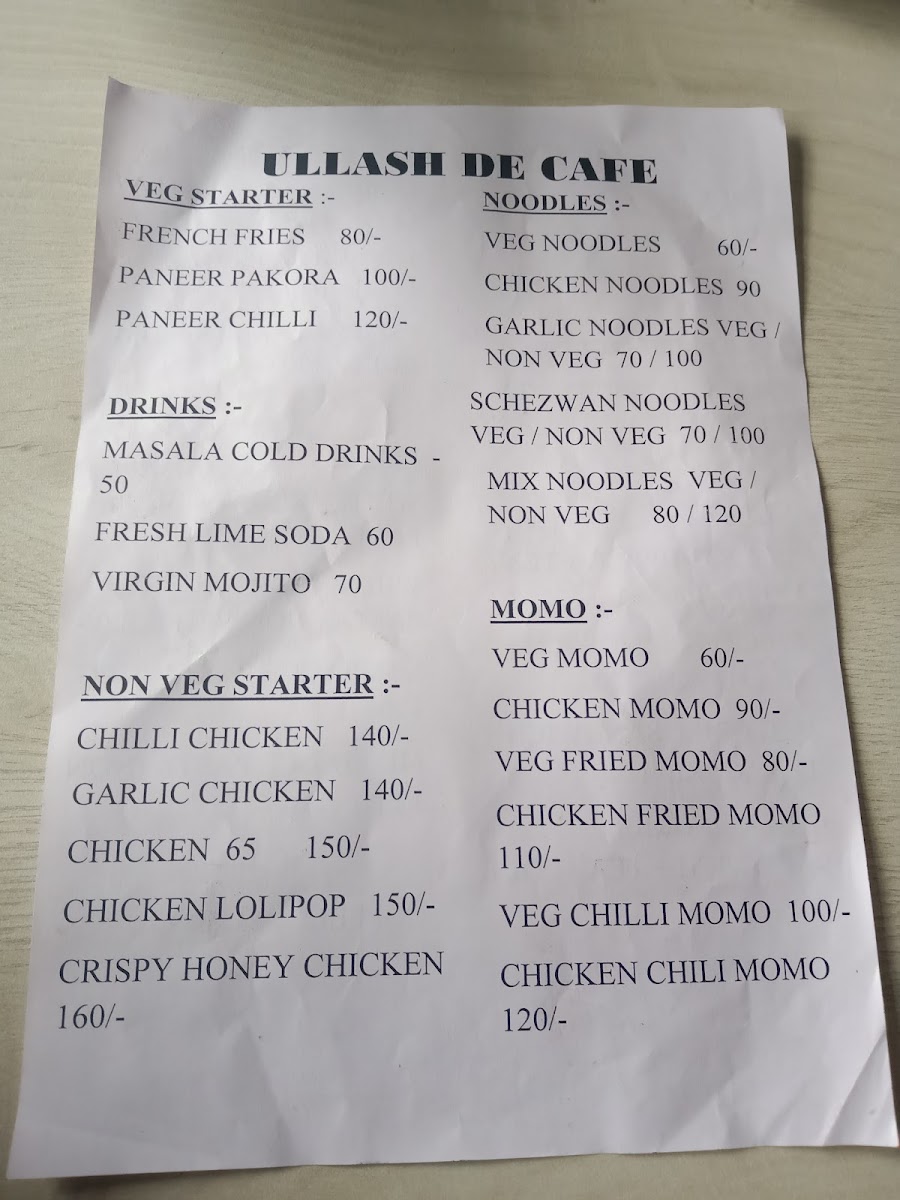 ULLASH DE CAFE
VEG STARTER :-
FRENCH FRIES 80/-
PANEER PAKORA 100/-
PANEER CHILLI 120/-
DRINKS :-
MASALA COLD DRINKS -
50
FRESH LIME SODA 60
VIRGIN MOJITO 70
NON VEG STARTER :-
CHILLI CHICKEN 140/-
GARLIC CHICKEN 140/-
CHICKEN 65 150/-
CHICKEN LOLIPOP 150/-
CRISPY HONEY CHICKEN
160/-
NOODLES :-
VEG NOODLES 60/-
CHICKEN NOODLES 90
GARLIC NOODLES VEG /
NON VEG 70 / 100
SCHEZWAN NOODLES
VEG / NON VEG 70 / 100
MIX NOODLES VEG /
NON VEG 80 / 120
MOMO :-
VEG MOMO 60/-
CHICKEN MOMO 90/-
VEG FRIED MOMO 80/-
CHICKEN FRIED MOMO
110/-
VEG CHILLI MOMO 100/-
CHICKEN CHILI MOMO
120/-